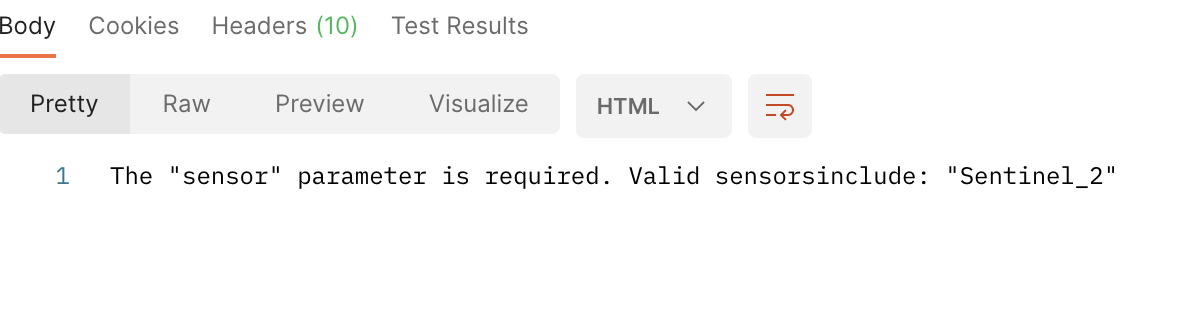 Body Cookies Headers (10) Test Results
Pretty Raw Preview Visualize HTML
1 The "sensor" parameter is required. Valid sensorsinclude: "Sentinel_2"